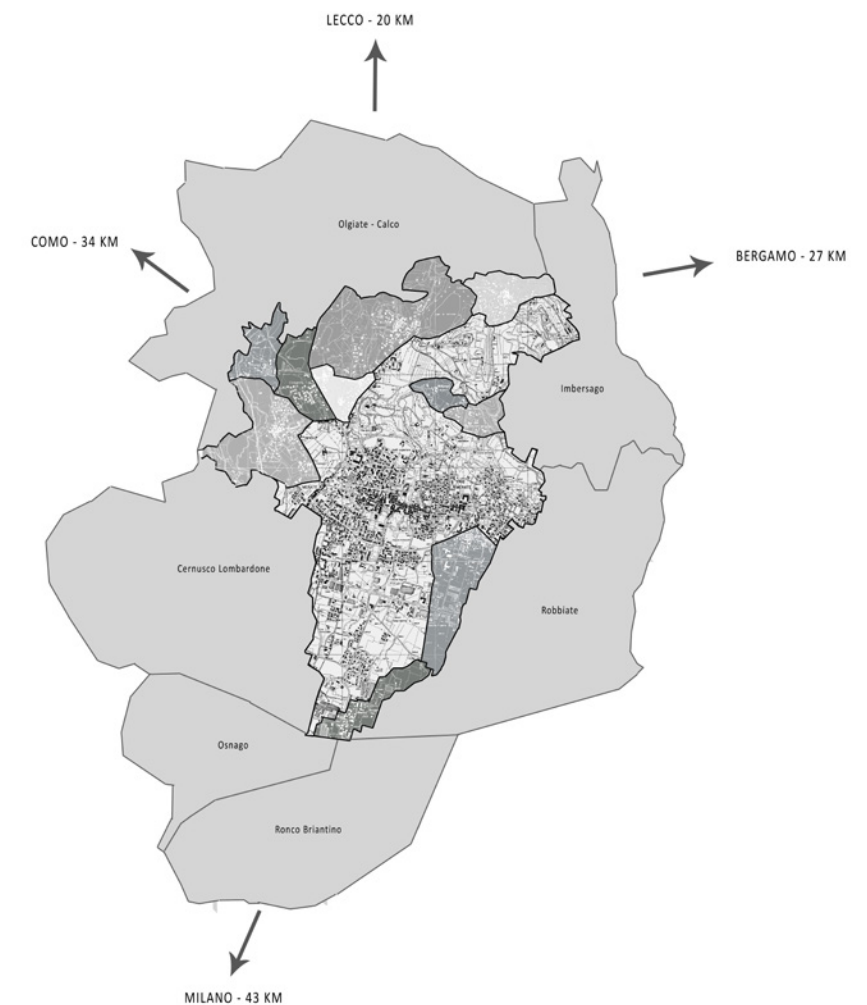 LECCO - 20 KM
Olgiate - Calco
COMO - 34 KM
BERGAMO - 27 KM
Imbersago
Cernusco Lombardone
Robbiate
Osnago
Ronco Briantino
MILANO - 43 KM